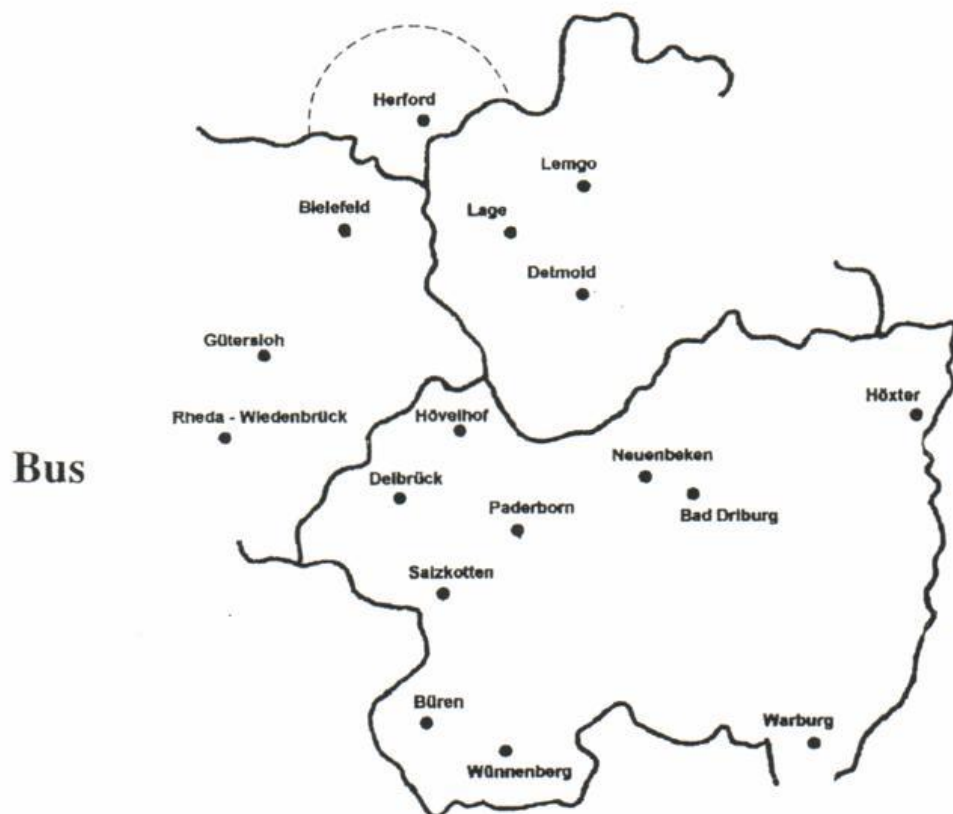 Herford
Lemgo
Bielefeld
Lage
Detmold
Gütersloh
Höxter
Rheda - Wiedenbrück
Hövelhof
Neuenbeken
Bus
Delbrück
Paderborn
Bad Driburg
Salzkotten
Büren
Warburg
Wünnenberg